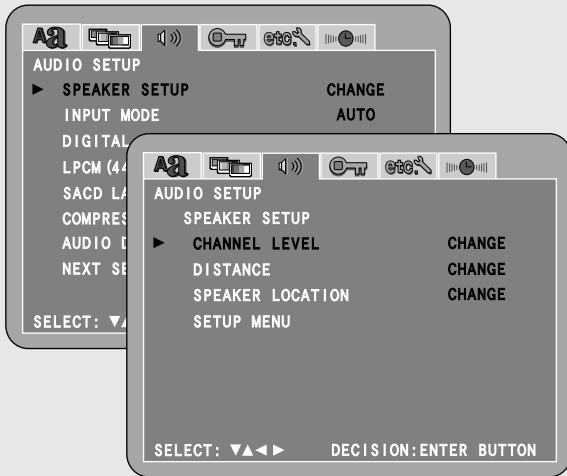 Aa etc.
AUDIO SETUP
► SPEAKER SETUP CHANGE
INPUT MODE AUTO
DIGITAL
LPCM (44
SACD LA
COMPRES
AUDIO D
NEXT SE
SELECT: ▼▲
Aa etc.
AUDIO SETUP
SPEAKER SETUP
► CHANNEL LEVEL CHANGE
DISTANCE CHANGE
SPEAKER LOCATION CHANGE
SETUP MENU
SELECT: ▼▲◄► DECISION:ENTER BUTTON